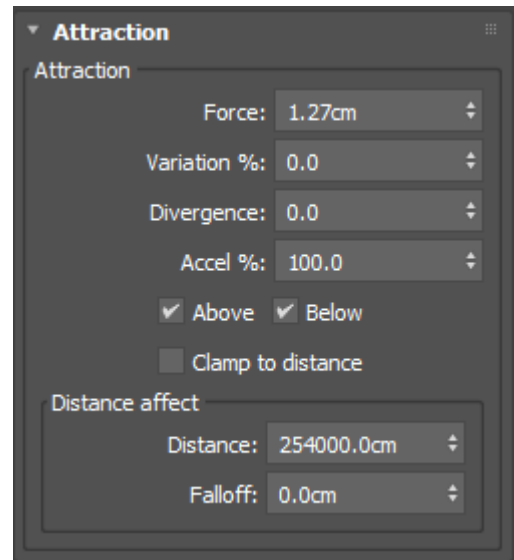 Attraction
Attraction
Force: 1.27cm
Variation %: 0.0
Divergence: 0.0
Accel %: 100.0
Above Below
Clamp to distance
Distance affect
Distance: 254000.0cm
Falloff: 0.0cm